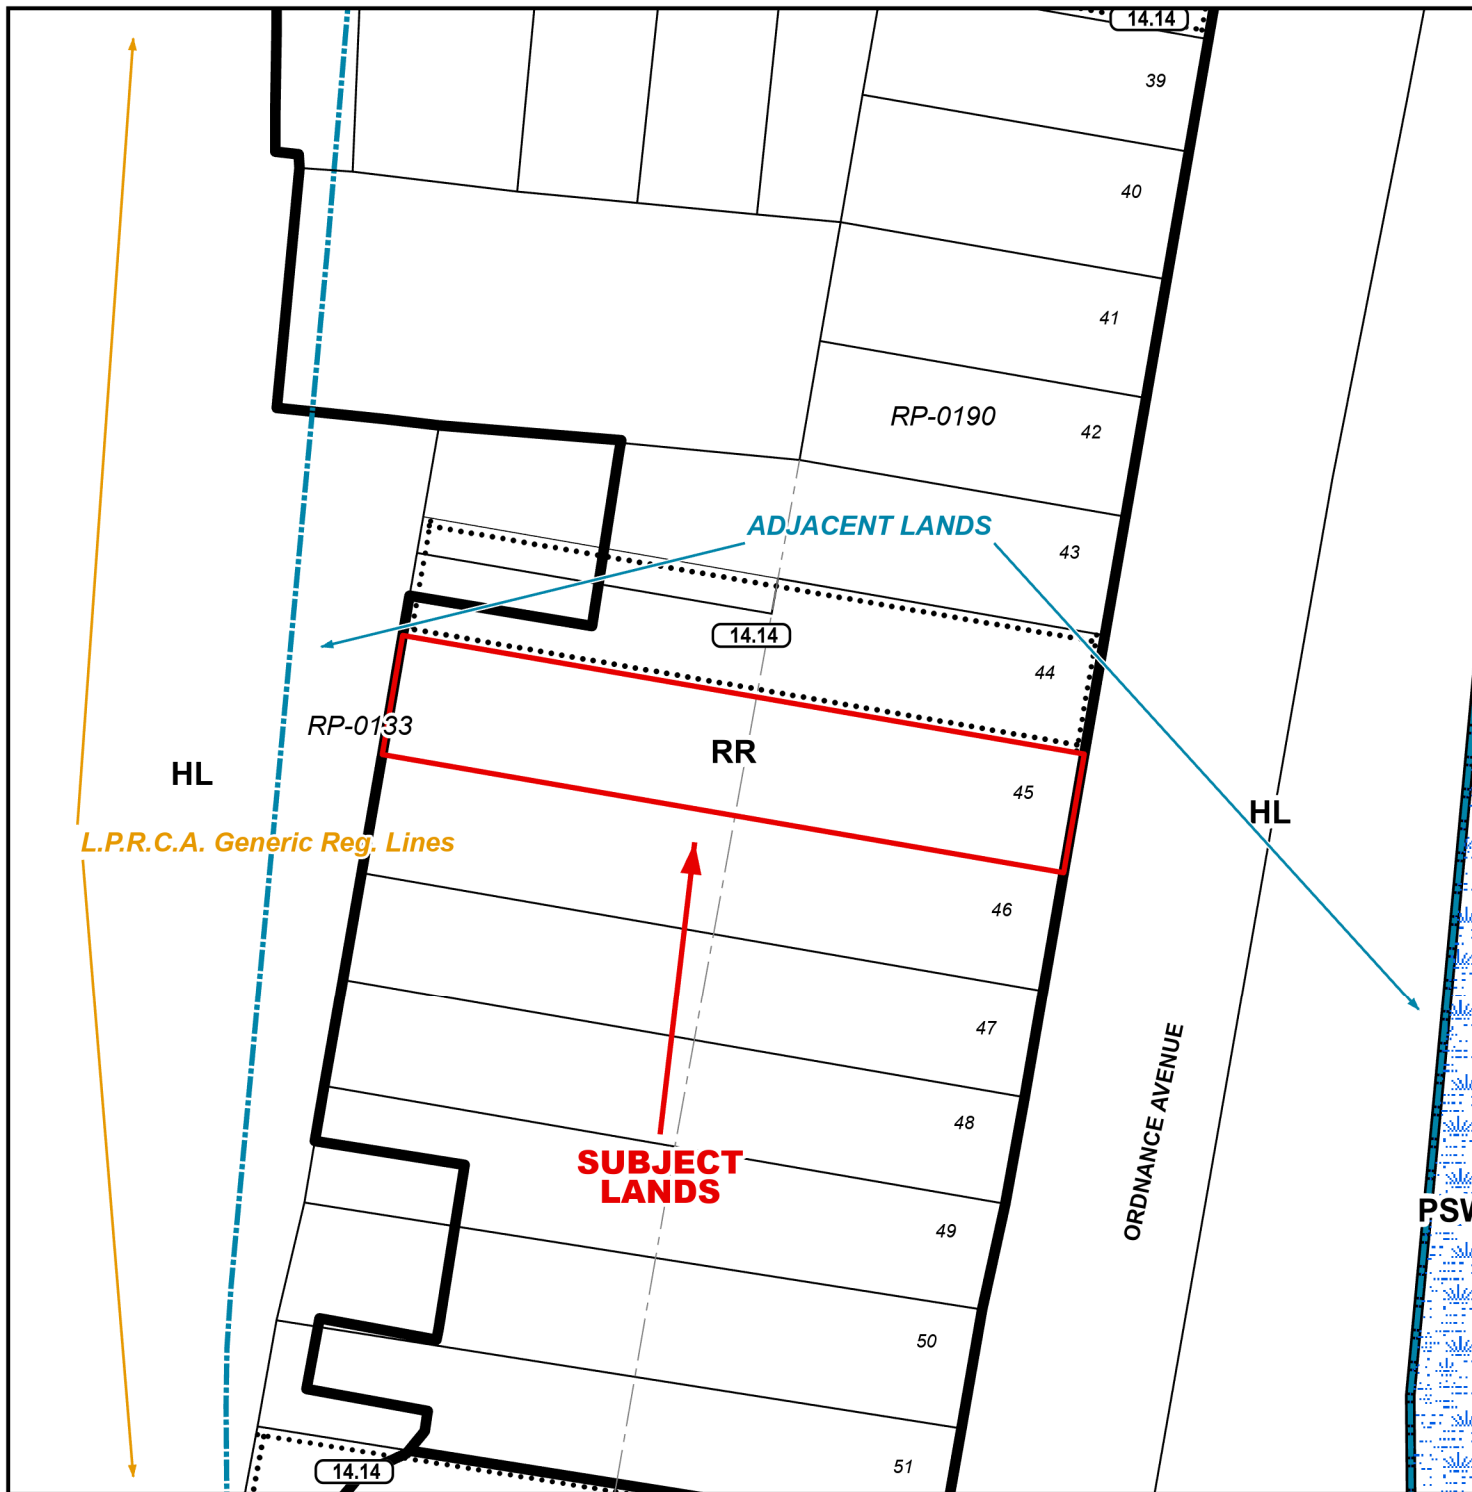 14.14
39
40
41
RP-0190
42
ADJACENT LANDS
43
14.14
44
RP-0133
RR
HL
45
HL
L.P.R.C.A. Generic Reg. Lines
46
47
ORDNANCE AVENUE
48
SUBJECT
LANDS
PSW
49
50
51
14.14